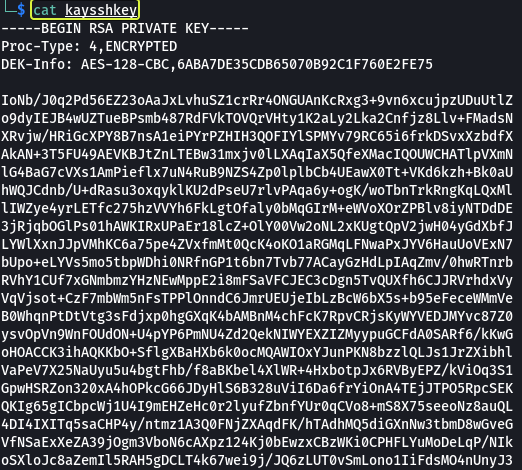 └─$ cat kaysshkey
-----BEGIN RSA PRIVATE KEY-----
Proc-Type: 4,ENCRYPTED
DEK-Info: AES-128-CBC,6ABA7DE35CDB65070B92C1F760E2FE75

IoNb/J0q2Pd56EZ23oAaJxLvhuSZ1crRr4ONGUAnKcRxg3+9vn6xcujpzUDuUtlZ
o9dyIEJB4wUZTueBPsmb487RdFVkTOVQrVHty1K2aLy2Lka2Cnfjz8Llv+FMadsN
XRvjw/HRiGcXPY8B7nsA1eiPYrPZHIH3QOFIYlSPMYv79RC65i6frkDSvxXzbdfX
AkAN+3T5FU49AEVKBJtZnLTEBw31mxjv0lLXAqIaX5QfeXMacIQOUWCHATlpVXmN
lG4BaG7cVXs1AmPieflx7uN4RuB9NZS4Zp0lplbCb4UEawX0Tt+VKd6kzh+Bk0aU
hWQJCdnb/U+dRasu3oxqyklKU2dPseU7rlvPAqa6y+ogK/woTbnTrkRngKqLQxMl
lIWZye4yrLETfc275hzVVYh6FkLgtOfaly0bMqGIrM+eWVoXOrZPBlv8iyNTDdDE
3jRjqbOGlPs01hAWKIRxUPaEr18lcZ+OlY00Vw2oNL2xKUgtQpV2jwH04yGdXbfJ
LYWlXxnJJpVMhKC6a75pe4ZVxfmMt0QcK4oKO1aRGMqLFNwaPxJYV6HauUoVExN7
bUpo+eLYVs5mo5tbpWDhi0NRfnGP1t6bn7Tvb77ACayGzHdLpIAqZmv/0hwRTnrb
RVhY1CUf7xGNmbmzYHzNEwMppE2i8mFSaVFCJEC3cDgn5TvQUXfh6CJJRVrhdxVy
VqVjsot+CzF7mbWm5nFsTPPlOnndC6JmrUEUjeIbLzBcW6bX5s+b95eFeceWMmVe
B0WhqnPtDtVtg3sFdjxp0hgGXqK4bAMBnM4chFcK7RpvCRjsKyWYVEDJMYvc87Z0
ysvOpVn9WnFOUdON+U4pYP6PmNU4Zd2QekNIWYEXZIZMyypuGCFdA0SARf6/kKwG
oHOACCK3ihAQKKbO+SflgXBaHXb6k0ocMQAWIOxYJunPKN8bzzlQLJs1JrZXibhl
VaPeV7X25NaUyu5u4bgtFhb/f8aBKbel4XlWR+4HxbotpJx6RVByEPZ/kViOq3S1
GpwHSRZon320xA4hOPkcG66JDyHlS6B328uViI6Da6frYiOnA4TEjJTPO5RpcSEK
QKIg65gICbpcWj1U4I9mEHZeHc0r2lyufZbnfYUr0qCVo8+mS8X75seeoNz8auQL
4DI4IXITq5saCHP4y/ntmz1A3Q0FNjZXAqdFK/hTAdhMQ5diGXnNw3tbmD8wGveG
VfNSaExXeZA39jOgm3VboN6cAXpz124Kj0bEwzxCBzWKi0CPHFLYuMoDeLqP/NIk
oSXloJc8aZemIl5RAH5gDCLT4k67wei9j/JQ6zLUT0vSmLono1IiFdsMO4nUnyJ3